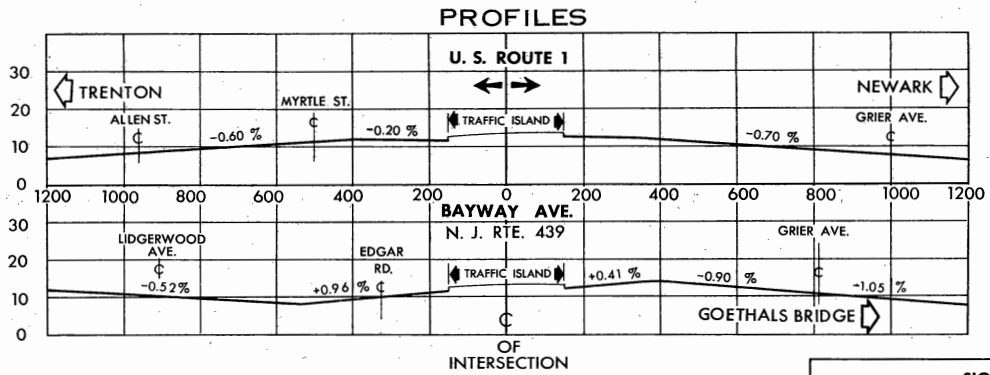 PROFILES
U. S. ROUTE 1
30
TRENTON
NEWARK
20
MYRTLE ST.
ALLEN ST.
℄
℄
-0.60 %
-0.20 %
TRAFFIC ISLAND
-0.70 %
GRIER AVE.
℄
10
0
1200 1000 800 600 400 200 0 200 400 600 800 1000 1200
BAYWAY AVE.
N. J. RTE. 439
30
LIDGERWOOD
AVE.
℄
EDGAR
RD.
℄
GRIER AVE.
℄
20
-0.52%
+0.96 %
TRAFFIC ISLAND
+0.41 %
-0.90 %
-1.05 %
10
GOETHALS BRIDGE
0
℄
OF
INTERSECTION